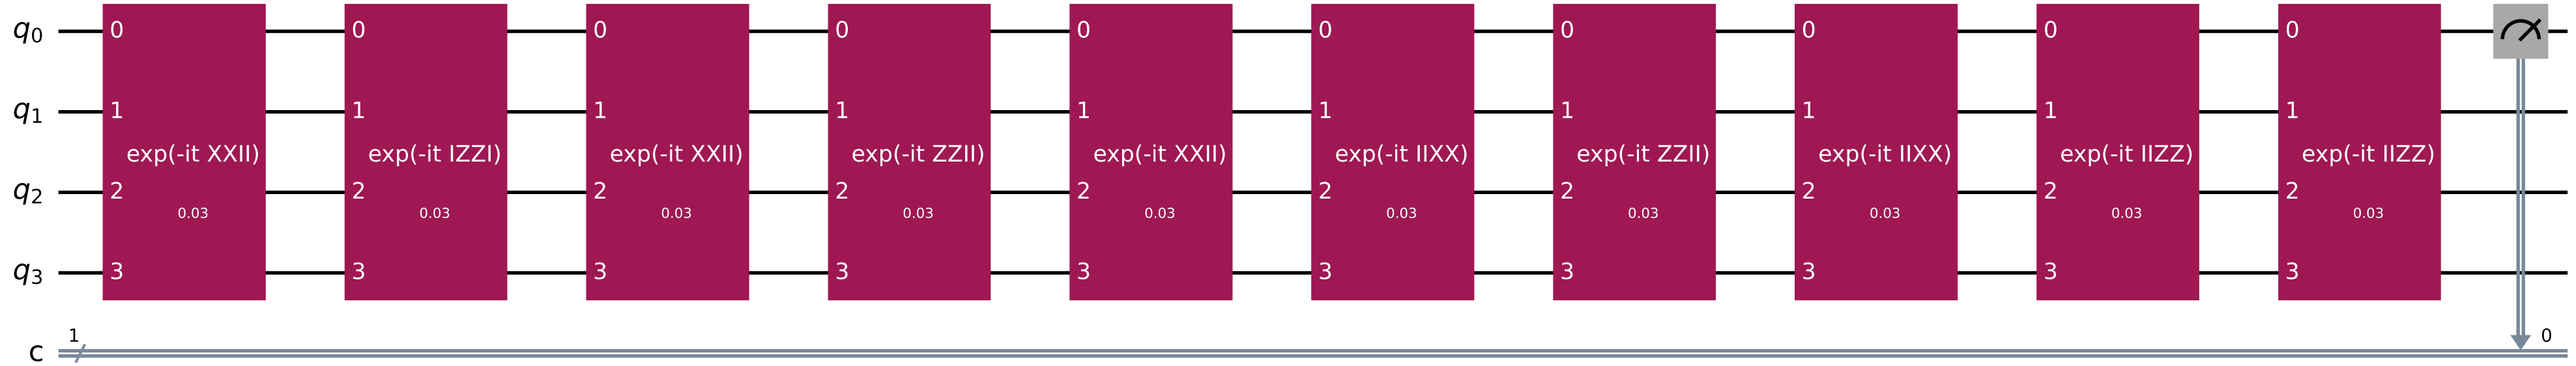 q0 0 0 0 0 0 0 0 0 0 0
q1 1 1 1 1 1 1 1 1 1 1
exp(-it XXII) exp(-it IZZI) exp(-it XXII) exp(-it ZZII) exp(-it XXII) exp(-it IIXX) exp(-it ZZII) exp(-it IIXX) exp(-it IIZZ) exp(-it IIZZ)
q2 2 2 2 2 2 2 2 2 2 2
0.03 0.03 0.03 0.03 0.03 0.03 0.03 0.03 0.03 0.03
q3 3 3 3 3 3 3 3 3 3 3
1 0
c